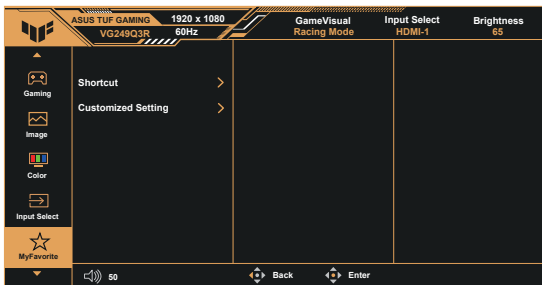 ASUS TUF GAMING 1920 x 1080 GameVisual Input Select Brightness
VG249Q3R 60Hz Racing Mode HDMI-1 65
Gaming
Shortcut
Customized Setting
Image
Color
Input Select
MyFavorite
50 Back Enter